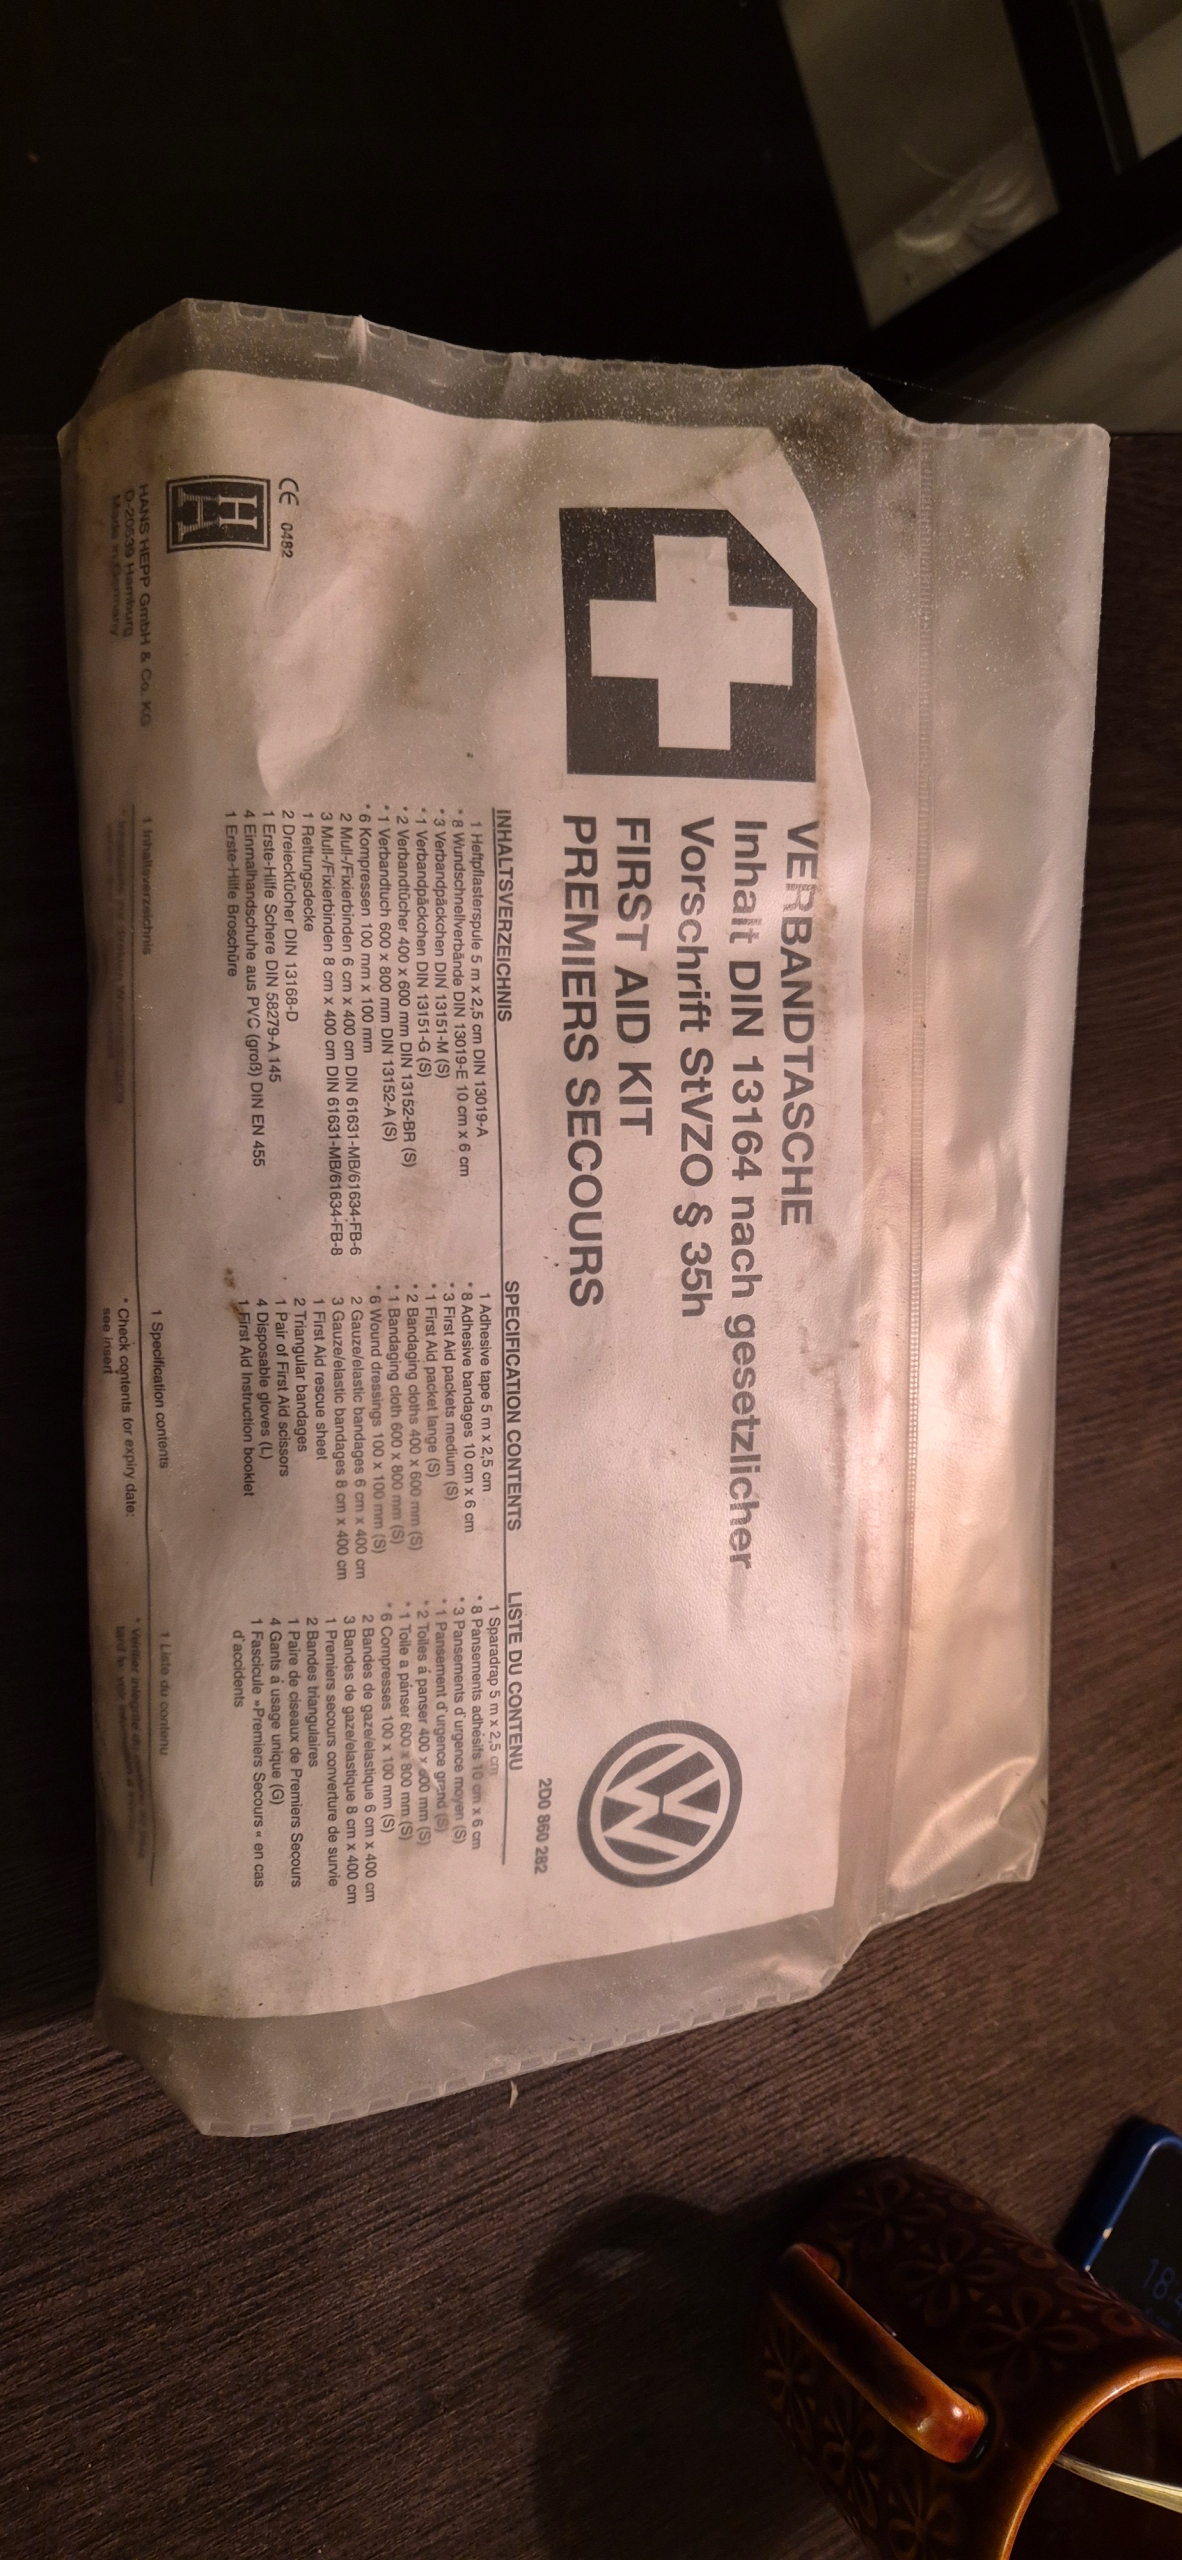 VERBANDTASCHE
Inhalt DIN 13164 nach gesetzlicher
Vorschrift StVZO § 35h
FIRST AID KIT
PREMIERS SECOURS
2D0 860 282
INHALTSVERZEICHNIS
1 Heftpflasterspule 5 m x 2,5 cm DIN 13019-A
* 8 Wundschnellverbände DIN 13019-E 10 cm x 6 cm
* 3 Verbandpäckchen DIN 13151-M (S)
* 1 Verbandpäckchen DIN 13151-G (S)
* 2 Verbandtücher 400 x 600 mm DIN 13152-BR (S)
* 1 Verbandtuch 600 x 800 mm DIN 13152-A (S)
* 6 Kompressen 100 mm x 100 mm
2 Mull-/Fixierbinden 6 cm x 400 cm DIN 61631-MB/61634-FB-6
3 Mull-/Fixierbinden 8 cm x 400 cm DIN 61631-MB/61634-FB-8
1 Rettungsdecke
2 Dreiecktücher DIN 13168-D
1 Erste-Hilfe Schere DIN 58279-A 145
4 Einmalhandschuhe aus PVC (groß) DIN EN 455
1 Erste-Hilfe Broschüre
SPECIFICATION CONTENTS
1 Adhesive tape 5 m x 2,5 cm
* 8 Adhesive bandages 10 cm x 6 cm
* 3 First Aid packets medium (S)
* 1 First Aid packet lange (S)
* 2 Bandaging cloths 400 x 600 mm (S)
* 1 Bandaging cloth 600 x 800 mm (S)
* 6 Wound dressings 100 x 100 mm (S)
2 Gauze/elastic bandages 6 cm x 400 cm
3 Gauze/elastic bandages 8 cm x 400 cm
1 First Aid rescue sheet
2 Triangular bandages
1 Pair of First Aid scissors
4 Disposable gloves (L)
1 First Aid Instruction booklet
LISTE DU CONTENU
1 Sparadrap 5 m x 2,5 cm
* 8 Pansements adhésifs 10 cm x 6 cm
* 3 Pansements d'urgence moyen (S)
* 1 Pansement d'urgence grand (S)
* 2 Toiles á panser 400 x 600 mm (S)
* 1 Toile a pánser 600 x 800 mm (S)
* 6 Compresses 100 x 100 mm (S)
2 Bandes de gaze/elastique 6 cm x 400 cm
3 Bandes de gaze/elastique 8 cm x 400 cm
1 Premiers secours converture de survie
2 Bandes triangulaires
1 Paire de ciseaux de Premiers Secours
4 Gants á usage unique (G)
1 Fascicule »Premiers Secours« en cas
d'accidents
CE 0482
HH
HANS HEPP GmbH & Co. KG
D-20539 Hamburg
Made in Germany
1 Inhaltsverzeichnis
1 Specification contents
* Check contents for expiry date:
see insert
1 Liste du contenu
18